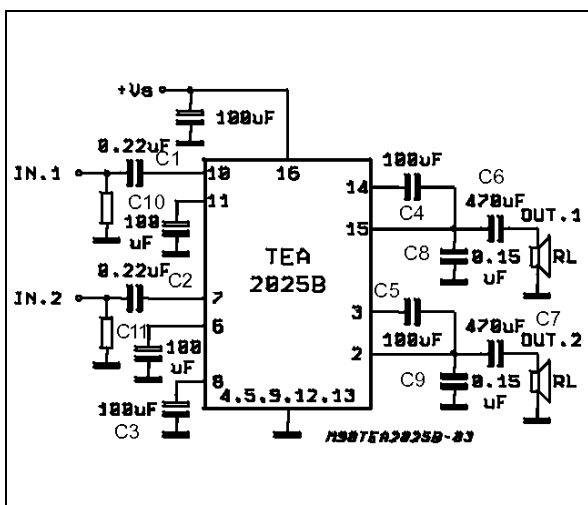 +Vs
100uF
0.22uF
C1
IN.1
10
16
100uF
C6
14
C10
11
100
uF
C4
470uF
OUT.1
15
TEA
2025B
C8
0.15
uF
RL
0.22uF
C2
IN.2
7
C5
3
C11
6
100
uF
100uF
470uF
C7
OUT.2
2
8
C9
0.15
uF
RL
100uF
4.5.9.12.13
C3
M90TEA2025B-03